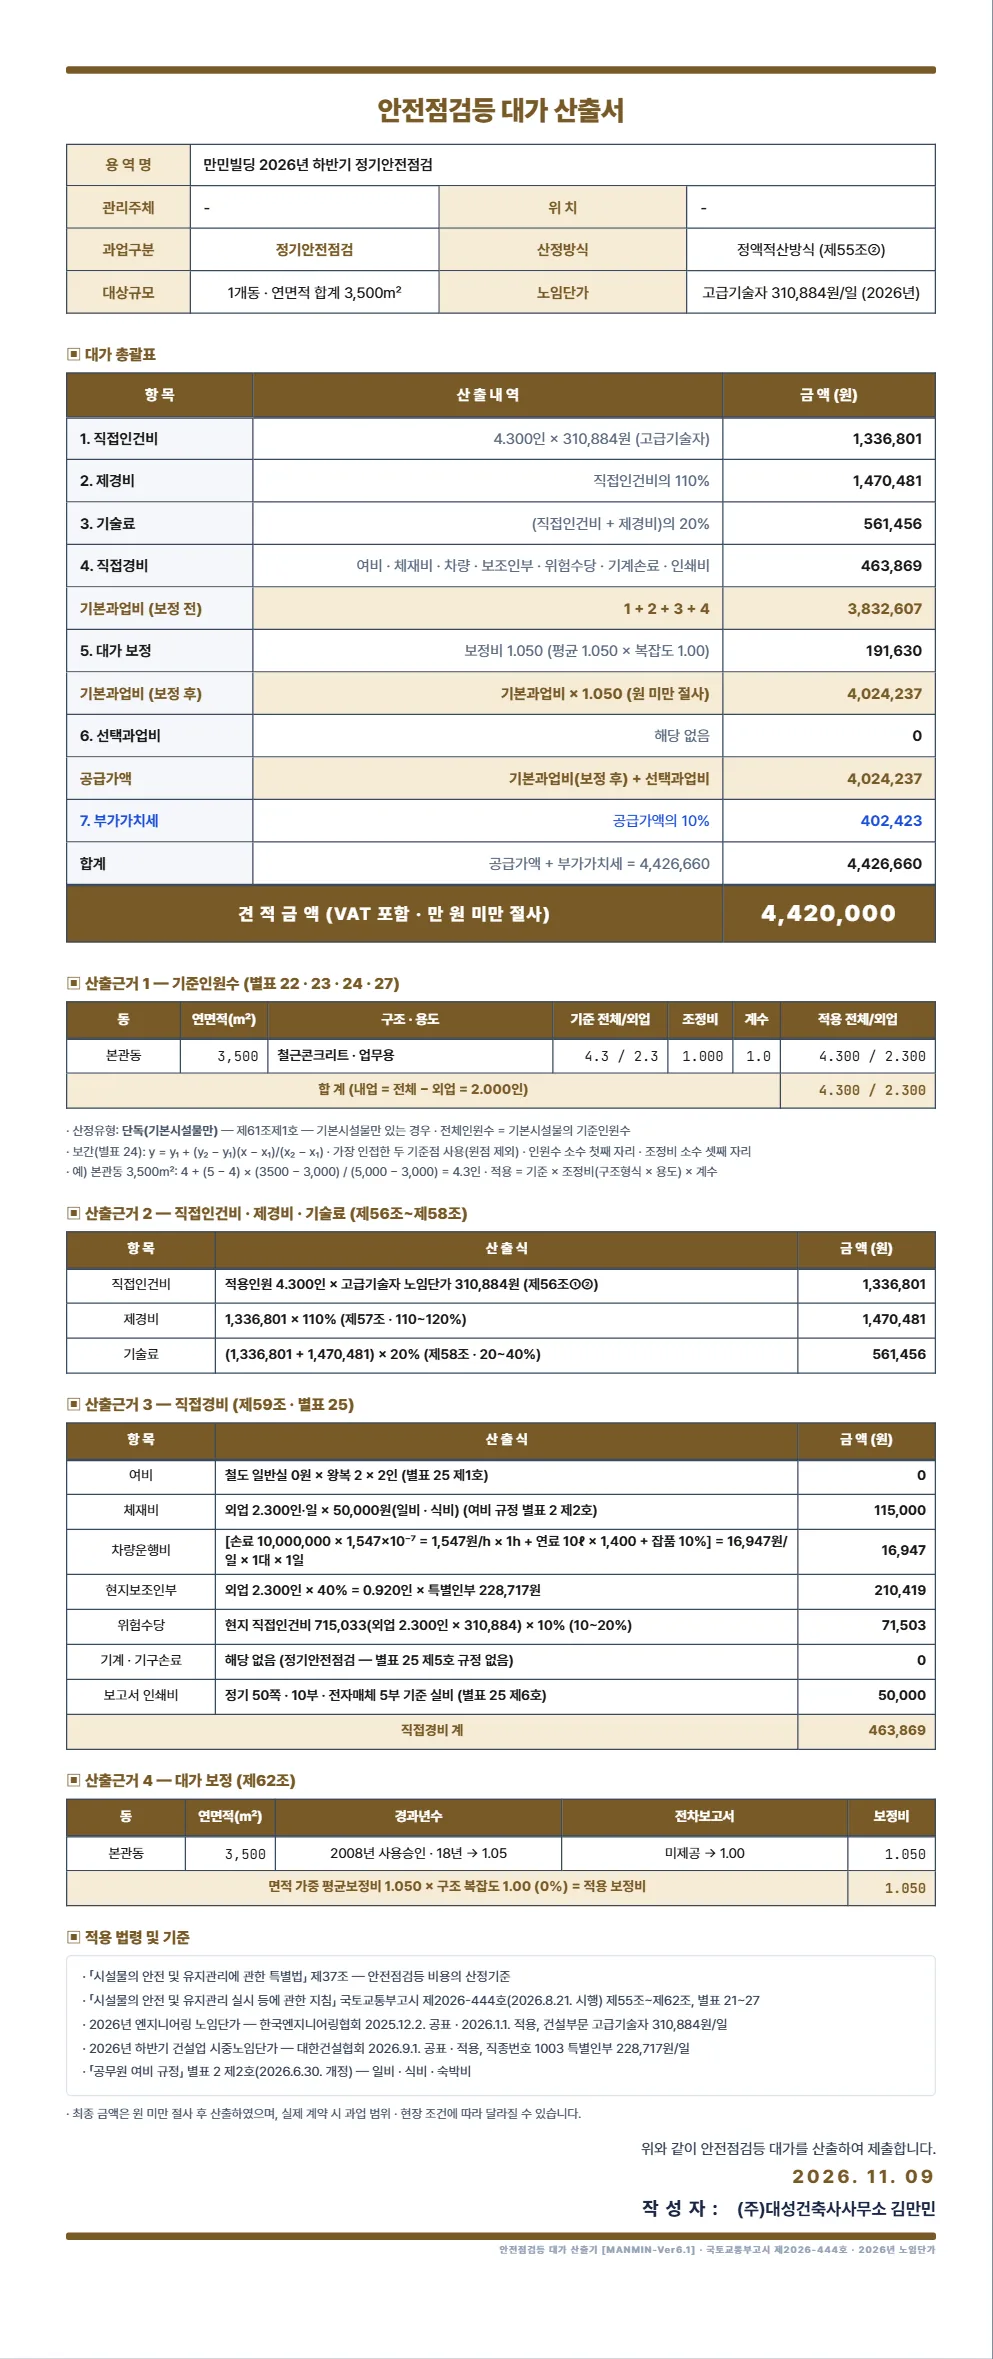 안전점검등 대가 산출서
용 역 명 만민빌딩 2026년 하반기 정기안전점검
관리주체 - 위 치 -
과업구분 정기안전점검 산정방식 정액적산방식 (제55조②)
대상규모 1개동 · 연면적 합계 3,500m² 노임단가 고급기술자 310,884원/일 (2026년)
▣ 대가 총괄표
항 목 산 출 내 역 금 액 (원)
1. 직접인건비 4.300인 × 310,884원 (고급기술자) 1,336,801
2. 제경비 직접인건비의 110% 1,470,481
3. 기술료 (직접인건비 + 제경비)의 20% 561,456
4. 직접경비 여비 · 체재비 · 차량 · 보조인부 · 위험수당 · 기계손료 · 인쇄비 463,869
기본과업비 (보정 전) 1 + 2 + 3 + 4 3,832,607
5. 대가 보정 보정비 1.050 (평균 1.050 × 복잡도 1.00) 191,630
기본과업비 (보정 후) 기본과업비 × 1.050 (원 미만 절사) 4,024,237
6. 선택과업비 해당 없음 0
공급가액 기본과업비(보정 후) + 선택과업비 4,024,237
7. 부가가치세 공급가액의 10% 402,423
합계 공급가액 + 부가가치세 = 4,426,660 4,426,660
견 적 금 액 (VAT 포함 · 만 원 미만 절사) 4,420,000
▣ 산출근거 1 — 기준인원수 (별표 22 · 23 · 24 · 27)
동 연면적(m²) 구조 · 용도 기준 전체/외업 조정비 계수 적용 전체/외업
본관동 3,500 철근콘크리트 · 업무용 4.3 / 2.3 1.000 1.0 4.300 / 2.300
합 계 (내업 = 전체 − 외업 = 2.000인) 4.300 / 2.300
· 산정유형: 단독(기본시설물만) — 제61조제1호 — 기본시설물만 있는 경우 · 전체인원수 = 기본시설물의 기준인원수
· 보간(별표 24): y = y₁ + (y₂ − y₁)(x − x₁)/(x₂ − x₁) · 가장 인접한 두 기준점 사용(원점 제외) · 인원수 소수 첫째 자리 · 조정비 소수 셋째 자리
· 예) 본관동 3,500m²: 4 + (5 − 4) × (3500 − 3,000) / (5,000 − 3,000) = 4.3인 · 적용 = 기준 × 조정비(구조형식 × 용도) × 계수
▣ 산출근거 2 — 직접인건비 · 제경비 · 기술료 (제56조~제58조)
항 목 산 출 식 금 액 (원)
직접인건비 적용인원 4.300인 × 고급기술자 노임단가 310,884원 (제56조①②) 1,336,801
제경비 1,336,801 × 110% (제57조 · 110~120%) 1,470,481
기술료 (1,336,801 + 1,470,481) × 20% (제58조 · 20~40%) 561,456
▣ 산출근거 3 — 직접경비 (제59조 · 별표 25)
항 목 산 출 식 금 액 (원)
여비 철도 일반실 0원 × 왕복 2 × 2인 (별표 25 제1호) 0
체재비 외업 2.300인·일 × 50,000원(일비 · 식비) (여비 규정 별표 2 제2호) 115,000
차량운행비 [손료 10,000,000 × 1,547×10⁻⁷ = 1,547원/h × 1h + 연료 10ℓ × 1,400 + 잡품 10%] = 16,947원/
일 × 1대 × 1일 16,947
현지보조인부 외업 2.300인 × 40% = 0.920인 × 특별인부 228,717원 210,419
위험수당 현지 직접인건비 715,033(외업 2.300인 × 310,884) × 10% (10~20%) 71,503
기계 · 기구손료 해당 없음 (정기안전점검 — 별표 25 제5호 규정 없음) 0
보고서 인쇄비 정기 50쪽 · 10부 · 전자매체 5부 기준 실비 (별표 25 제6호) 50,000
직접경비 계 463,869
▣ 산출근거 4 — 대가 보정 (제62조)
동 연면적(m²) 경과년수 전차보고서 보정비
본관동 3,500 2008년 사용승인 · 18년 → 1.05 미제공 → 1.00 1.050
면적 가중 평균보정비 1.050 × 구조 복잡도 1.00 (0%) = 적용 보정비 1.050
▣ 적용 법령 및 기준
· 「시설물의 안전 및 유지관리에 관한 특별법」 제37조 — 안전점검등 비용의 산정기준
· 「시설물의 안전 및 유지관리 실시 등에 관한 지침」 국토교통부고시 제2026-444호(2026.8.21. 시행) 제55조~제62조, 별표 21~27
· 2026년 엔지니어링 노임단가 — 한국엔지니어링협회 2025.12.2. 공표 · 2026.1.1. 적용, 건설부문 고급기술자 310,884원/일
· 2026년 하반기 건설업 시중노임단가 — 대한건설협회 2026.9.1. 공표 · 적용, 직종번호 1003 특별인부 228,717원/일
· 「공무원 여비 규정」 별표 2 제2호(2026.6.30. 개정) — 일비 · 식비 · 숙박비
· 최종 금액은 원 미만 절사 후 산출하였으며, 실제 계약 시 과업 범위 · 현장 조건에 따라 달라질 수 있습니다.
위와 같이 안전점검등 대가를 산출하여 제출합니다.
2026. 11. 09
작 성 자 : (주)대성건축사사무소 김만민
안전점검등 대가 산출기 [MANMIN-Ver6.1] · 국토교통부고시 제2026-444호 · 2026년 노임단가